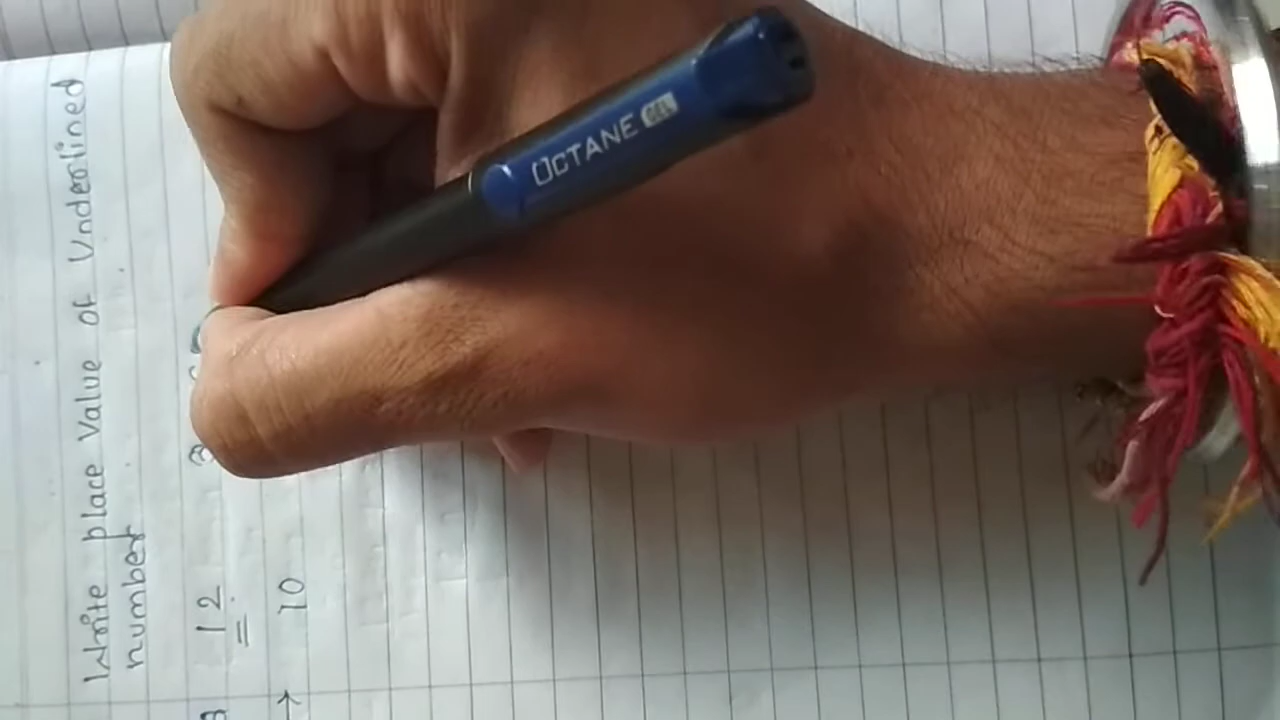 Write place Value of Underlined
number
12
→ 10
OCTANE GEL